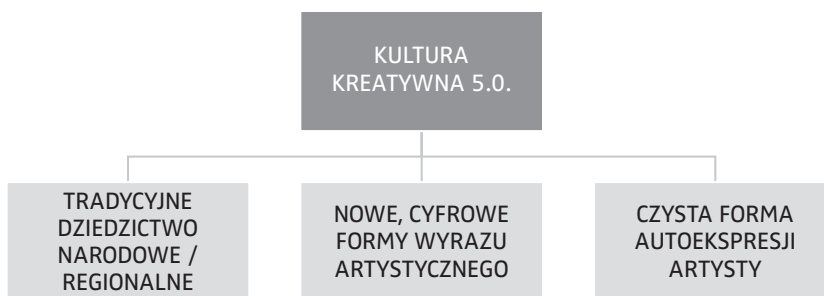 KULTURA
KREATYWNA 5.0.
TRADYCYJNE
DZIEDZICTWO
NARODOWE /
REGIONALNE
NOWE, CYFROWE
FORMY WYRAZU
ARTYSTYCZNEGO
CZYSTA FORMA
AUTOEKSPRESJI
ARTYSTY